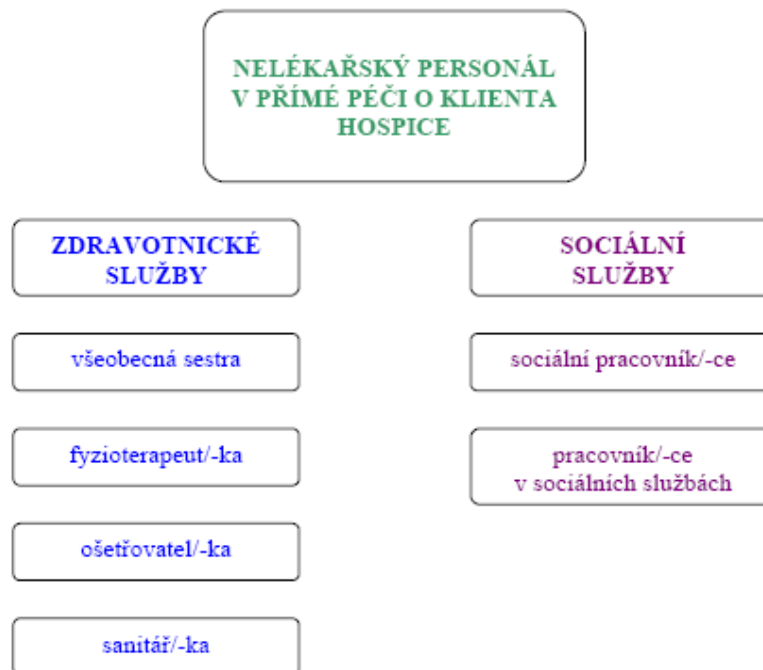 NELÉKAŘSKÝ PERSONÁL
V PŘÍMÉ PÉČI O KLIENTA
HOSPICE
ZDRAVOTNICKÉ
SLUŽBY
všeobecná sestra
fyzioterapeut/-ka
ošetřovatel/-ka
sanitář/-ka
SOCIÁLNÍ
SLUŽBY
sociální pracovník/-ce
pracovník/-ce
v sociálních službách